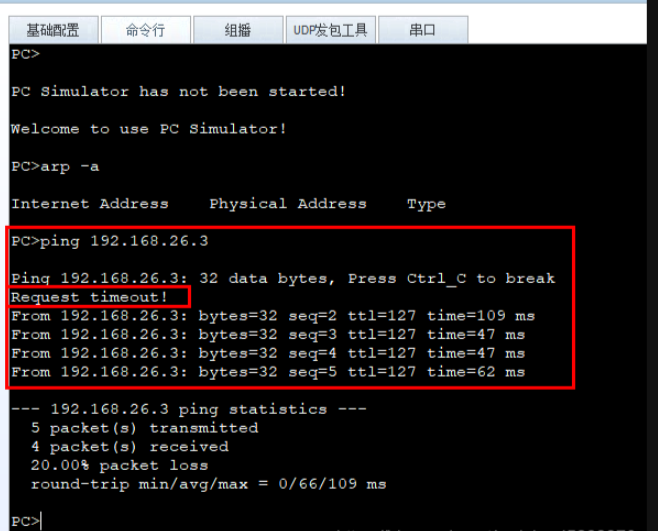 基础配置 命令行 组播 UDP发包工具 串口
PC>
PC Simulator has not been started!
Welcome to use PC Simulator!
PC>arp -a
Internet Address Physical Address Type
PC>ping 192.168.26.3
Ping 192.168.26.3: 32 data bytes, Press Ctrl_C to break
Request timeout!
From 192.168.26.3: bytes=32 seq=2 ttl=127 time=109 ms
From 192.168.26.3: bytes=32 seq=3 ttl=127 time=47 ms
From 192.168.26.3: bytes=32 seq=4 ttl=127 time=47 ms
From 192.168.26.3: bytes=32 seq=5 ttl=127 time=62 ms
--- 192.168.26.3 ping statistics ---
5 packet(s) transmitted
4 packet(s) received
20.00% packet loss
round-trip min/avg/max = 0/66/109 ms
PC>